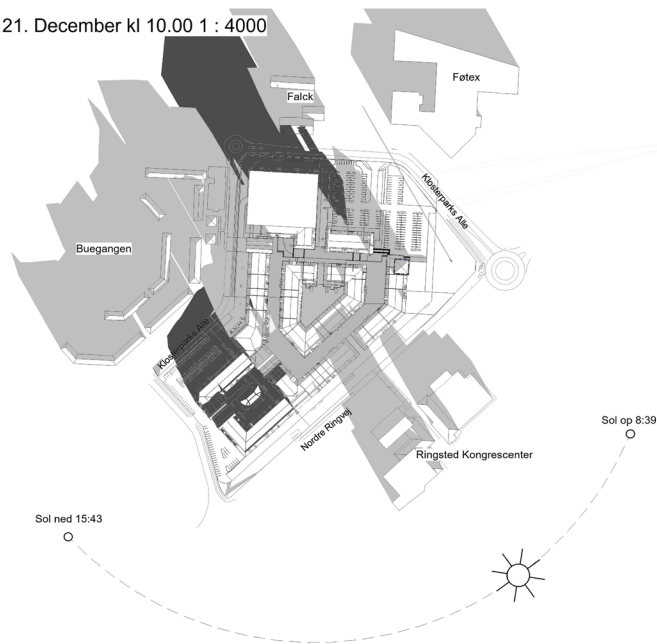 21. December kl 10.00 1 : 4000
Føtex
Falck
Klosterparks Alle
Buegangen
Klosterparks Alle
Nordre Ringvej
Sol op 8:39
Ringsted Kongrescenter
Sol ned 15:43